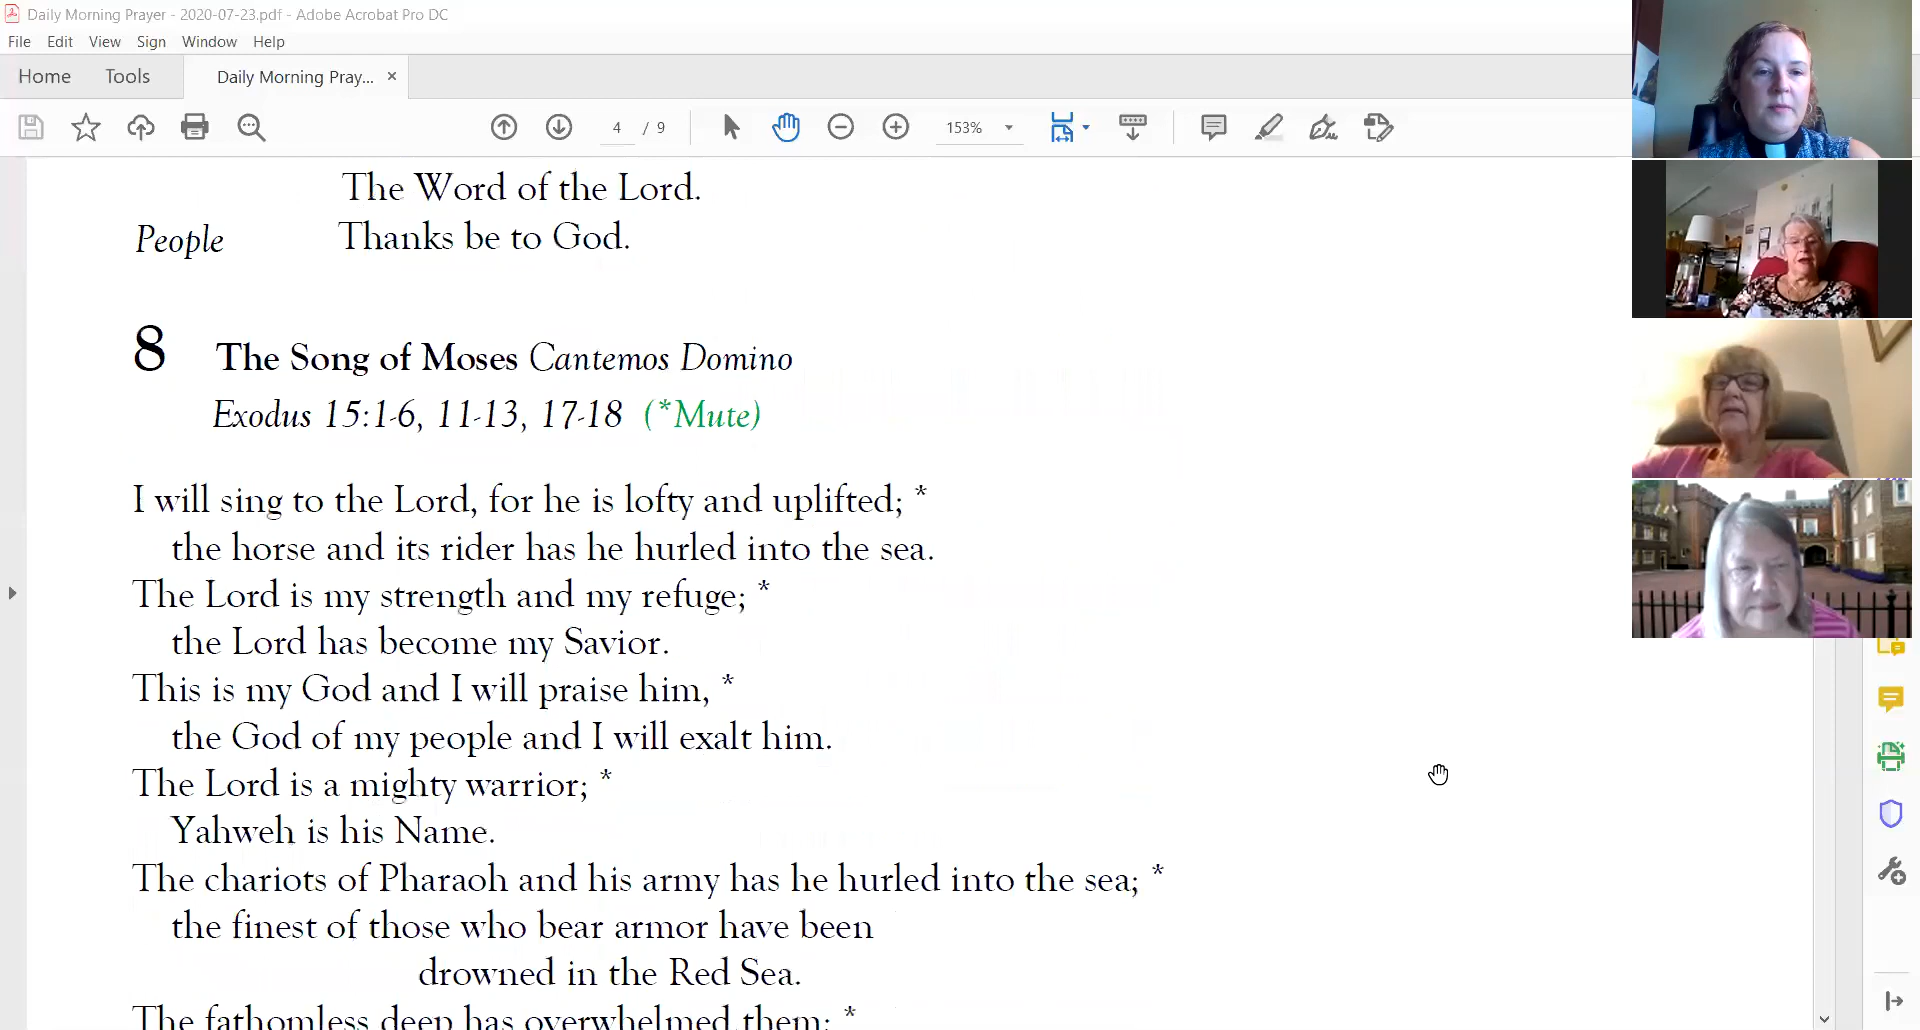 Daily Morning Prayer - 2020-07-23.pdf - Adobe Acrobat Pro DC
File Edit View Sign Window Help
Home Tools Daily Morning Pray... ×
4 / 9 153%
The Word of the Lord.
People Thanks be to God.
8 The Song of Moses Cantemos Domino
Exodus 15:1-6, 11-13, 17-18 (*Mute)
I will sing to the Lord, for he is lofty and uplifted; *
the horse and its rider has he hurled into the sea.
The Lord is my strength and my refuge; *
the Lord has become my Savior.
This is my God and I will praise him, *
the God of my people and I will exalt him.
The Lord is a mighty warrior; *
Yahweh is his Name.
The chariots of Pharaoh and his army has he hurled into the sea; *
the finest of those who bear armor have been
drowned in the Red Sea.
The fathomless deep has overwhelmed them; *